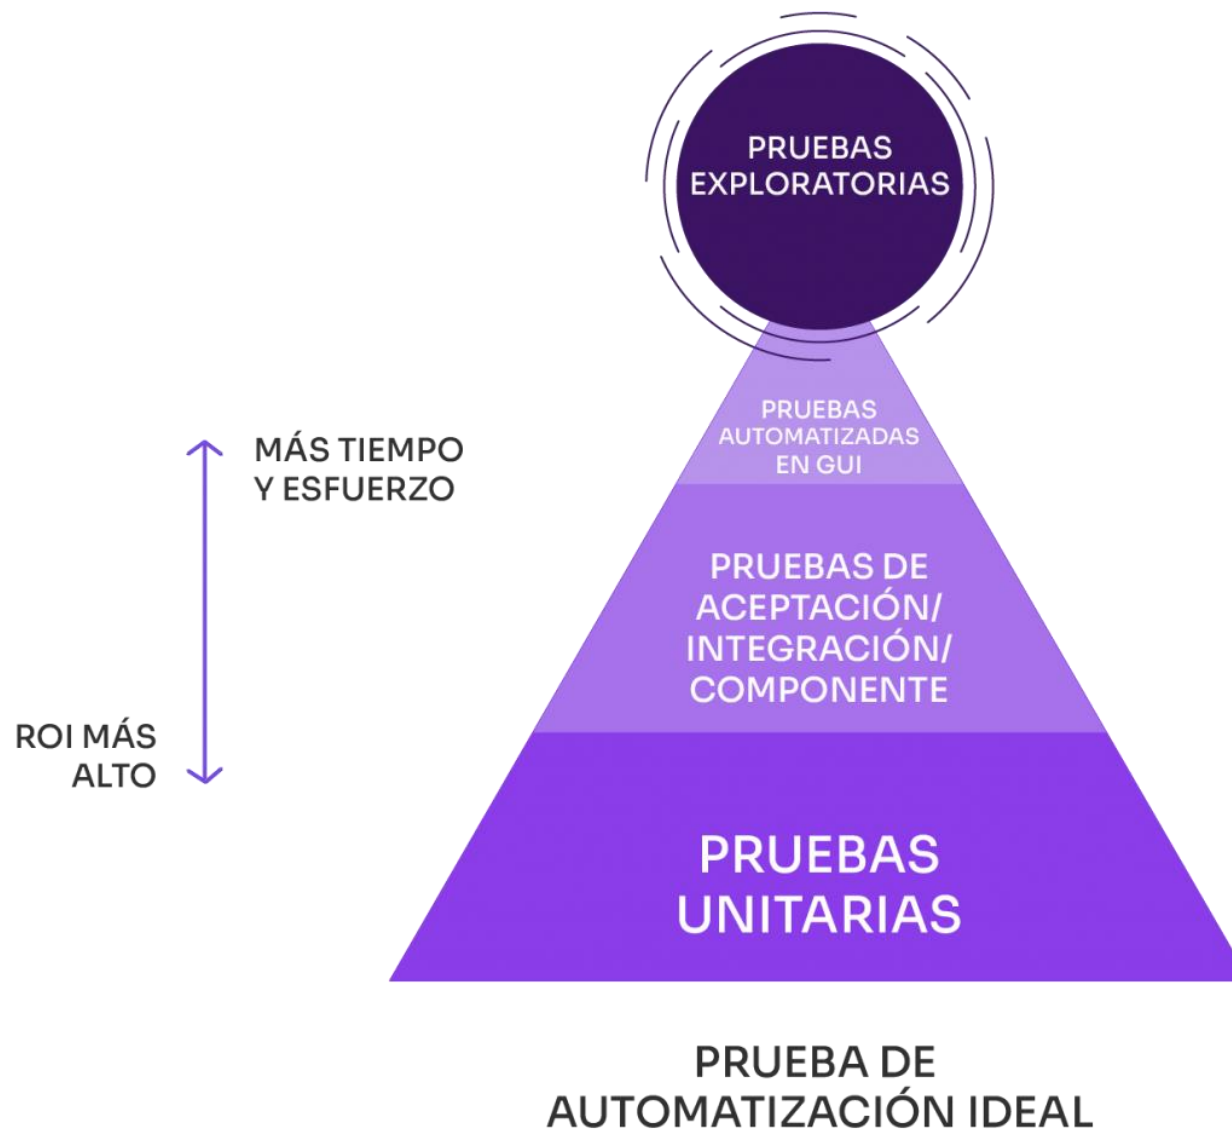 PRUEBAS
EXPLORATORIAS
PRUEBAS
AUTOMATIZADAS
EN GUI
MÁS TIEMPO
Y ESFUERZO
PRUEBAS DE
ACEPTACIÓN/
INTEGRACIÓN/
COMPONENTE
ROI MÁS
ALTO
PRUEBAS
UNITARIAS
PRUEBA DE
AUTOMATIZACIÓN IDEAL